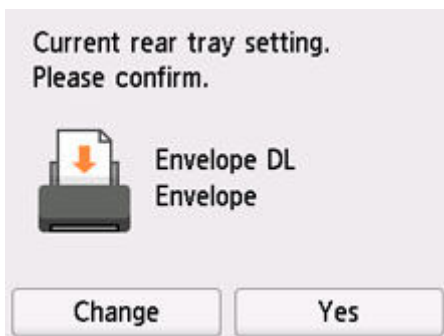 Current rear tray setting.
Please confirm.
Envelope DL
Envelope
Change
Yes